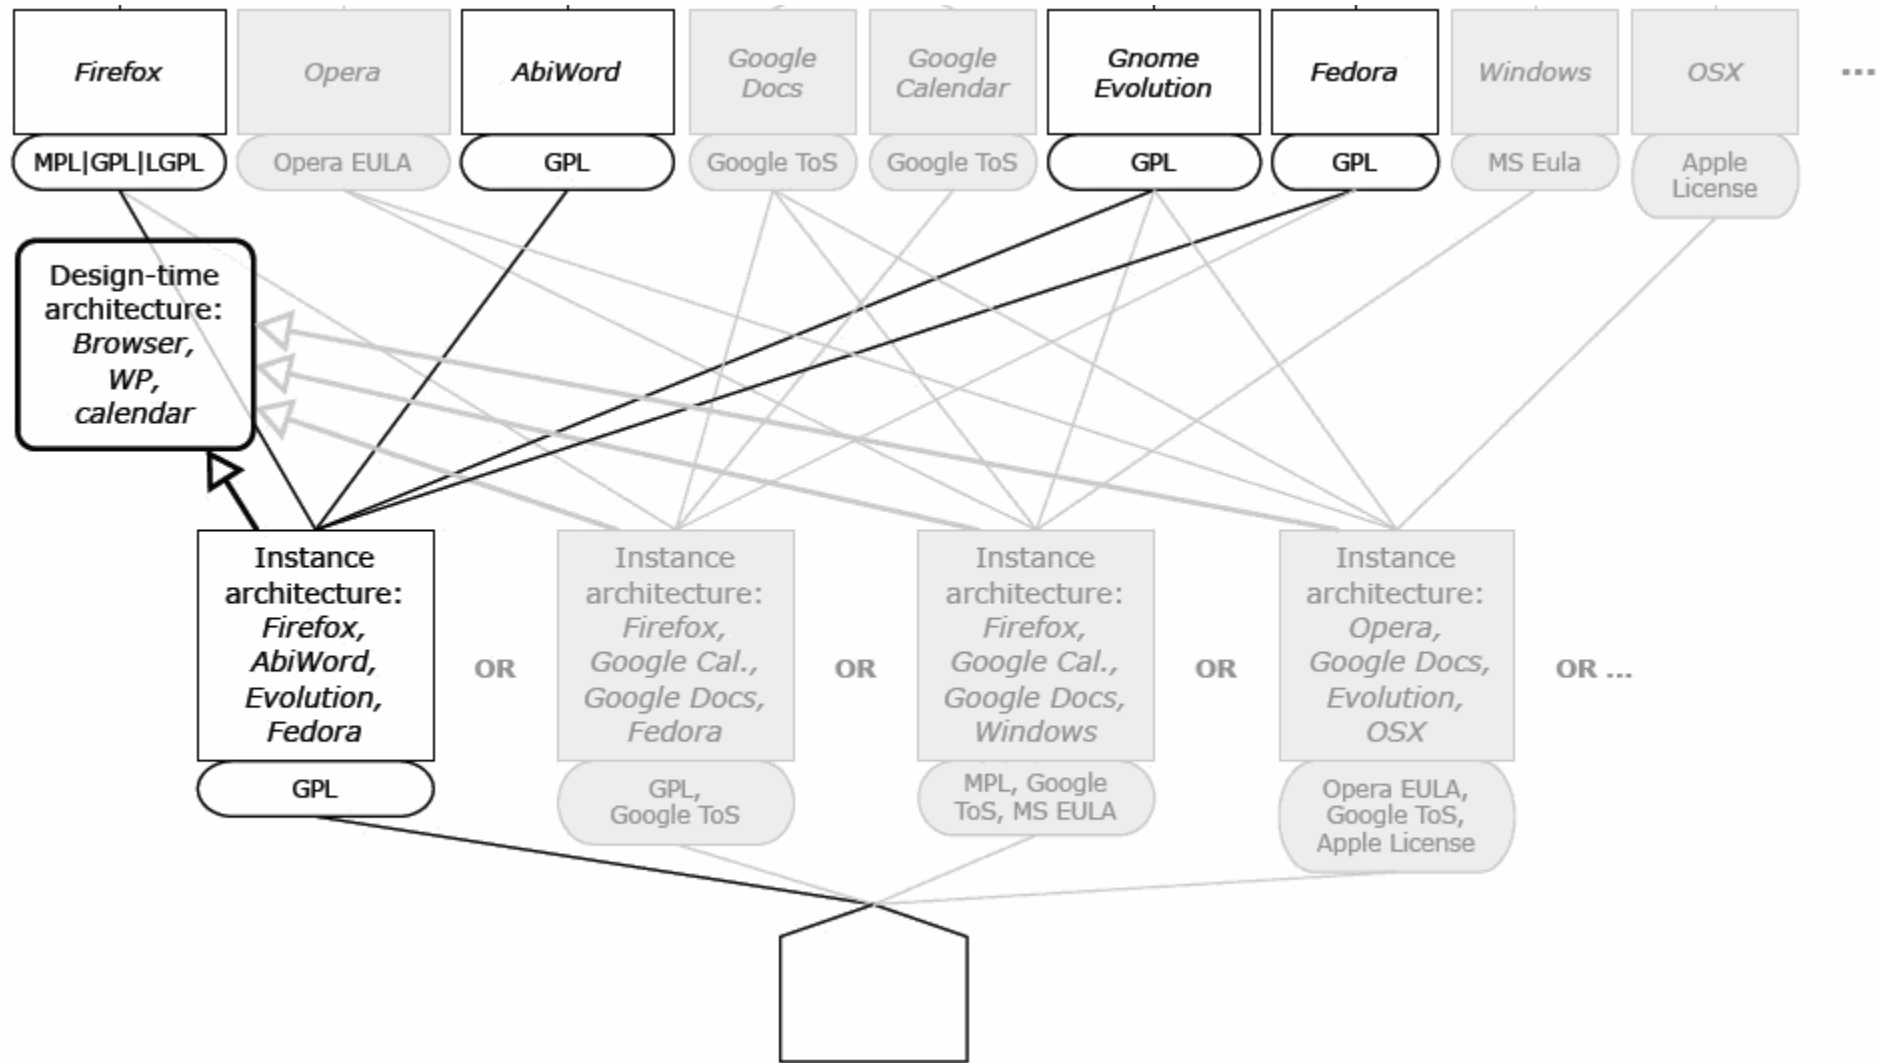 Firefox
Opera
AbiWord
Google
Docs
Google
Calendar
Gnome
Evolution
Fedora
Windows
OSX
...
MPL|GPL|LGPL
Opera EULA
GPL
Google ToS
Google ToS
GPL
GPL
MS Eula
Apple
License
Design-time
architecture:
Browser,
WP,
calendar
Instance
architecture:
Firefox,
AbiWord,
Evolution,
Fedora
GPL
OR
Instance
architecture:
Firefox,
Google Cal.,
Google Docs,
Fedora
GPL,
Google ToS
OR
Instance
architecture:
Firefox,
Google Cal.,
Google Docs,
Windows
MPL, Google
ToS, MS EULA
OR
Instance
architecture:
Opera,
Google Docs,
Evolution,
OSX
Opera EULA,
Google ToS,
Apple License
OR ...